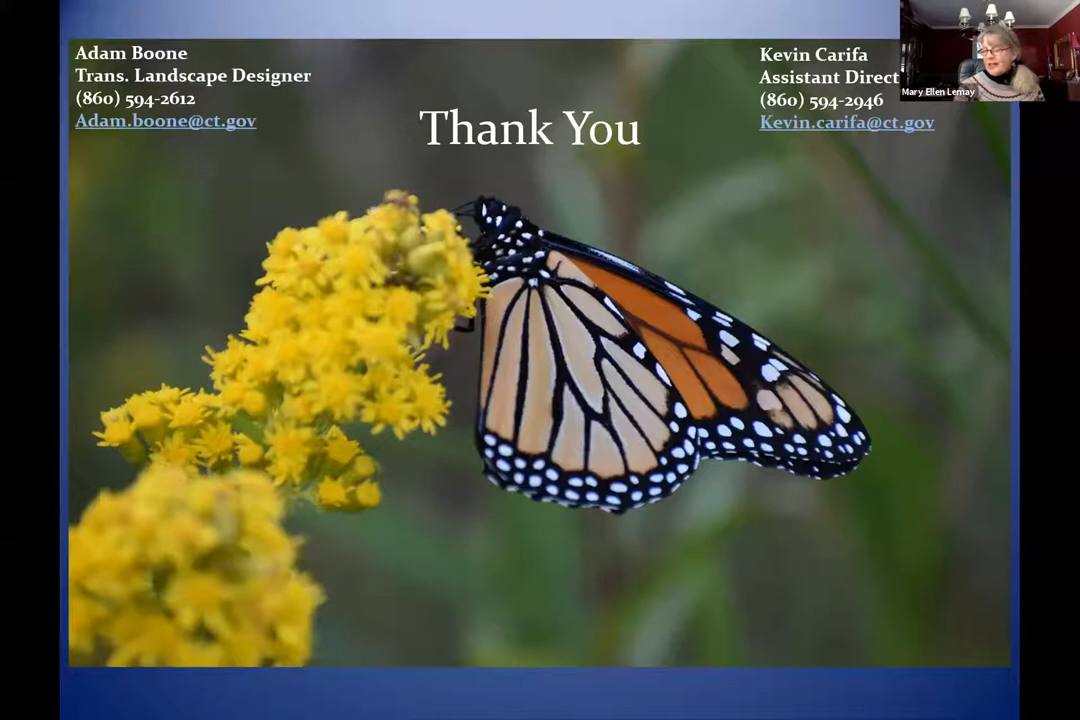 Adam Boone
Trans. Landscape Designer
(860) 594-2612
Adam.boone@ct.gov
Thank You
Kevin Carifa
Assistant Direct
(860) 594-2946
Kevin.carifa@ct.gov
Mary Ellen Lemay